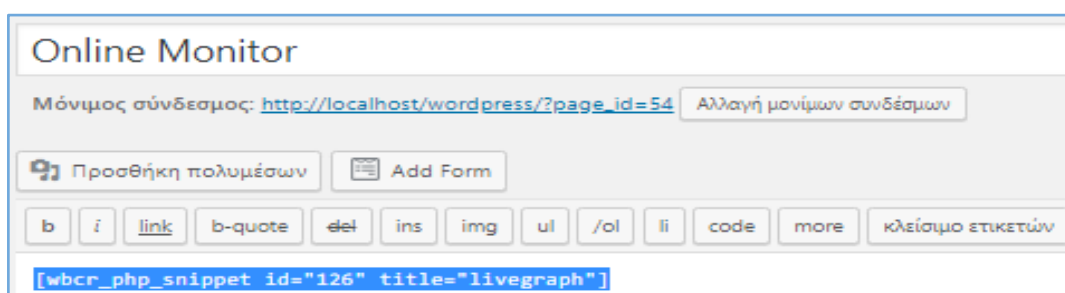 Online Monitor
Μόνιμος σύνδεσμος: http://localhost/wordpress/?page_id=54 Αλλαγή μονίμων συνδέσμων
Προσθήκη πολυμέσων Add Form
b i link b-quote del ins img ul /ol li code more κλείσιμο ετικετών
[wbcr_php_snippet id="126" title="livegraph"]